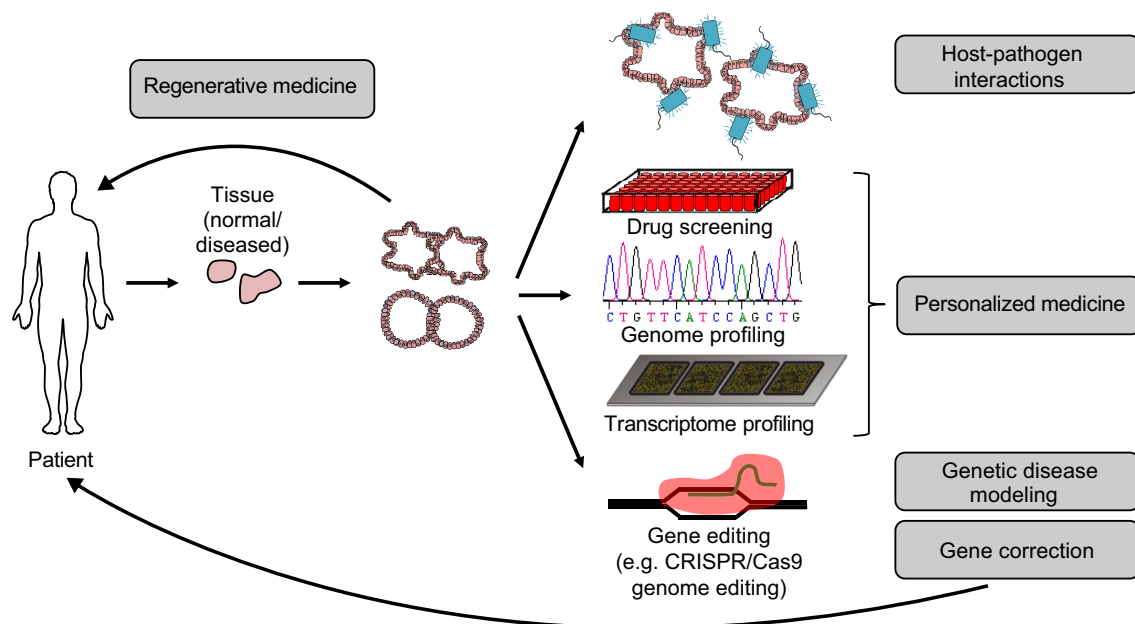 Regenerative medicine
Host-pathogen
interactions
Tissue
(normal/
diseased)
Patient
Drug screening
CTGTTCATCCAGCTG
Genome profiling
Transcriptome profiling
Personalized medicine
Gene editing
(e.g. CRISPR/Cas9
genome editing)
Genetic disease
modeling
Gene correction